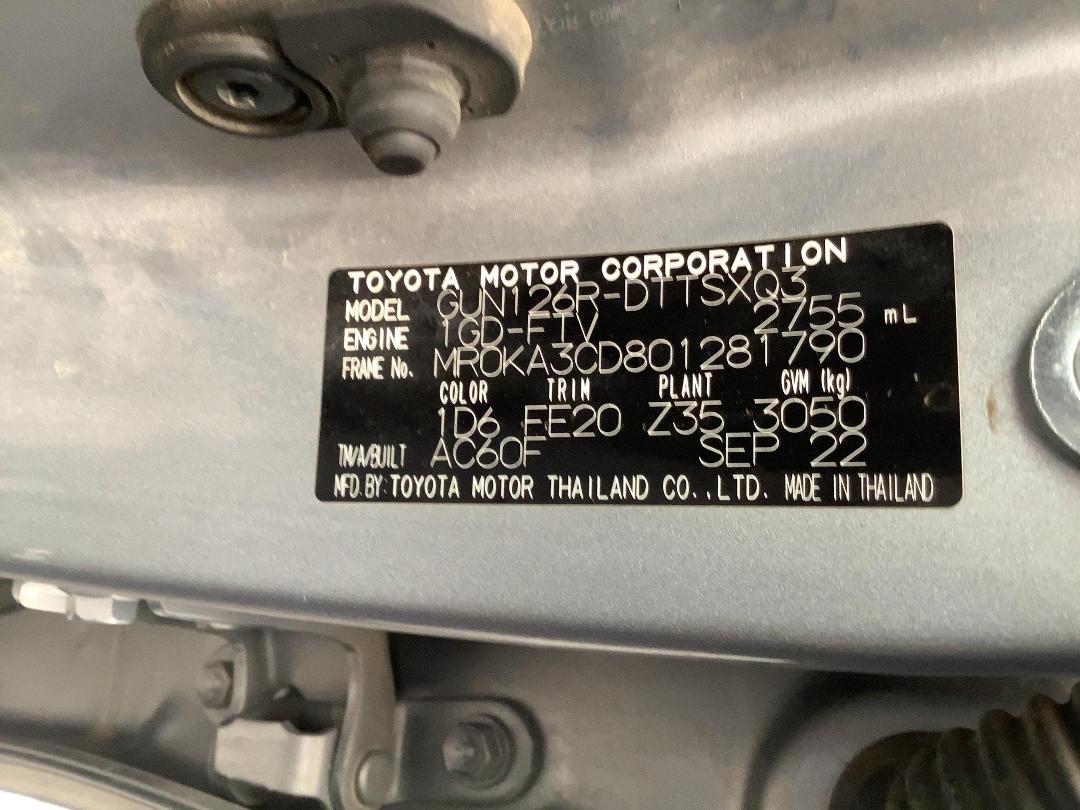 TOYOTA MOTOR CORPORATION
MODEL GUN126R-DTTSXQ3
ENGINE 1GD-FTV 2755 mL
FRAME No. MR0KA3CD801281790
COLOR TRIM PLANT GVM (kg)
1D6 FE20 Z35 3050
TM/A/BUILT AC60F SEP 22
MFD.BY:TOYOTA MOTOR THAILAND CO.,LTD. MADE IN THAILAND